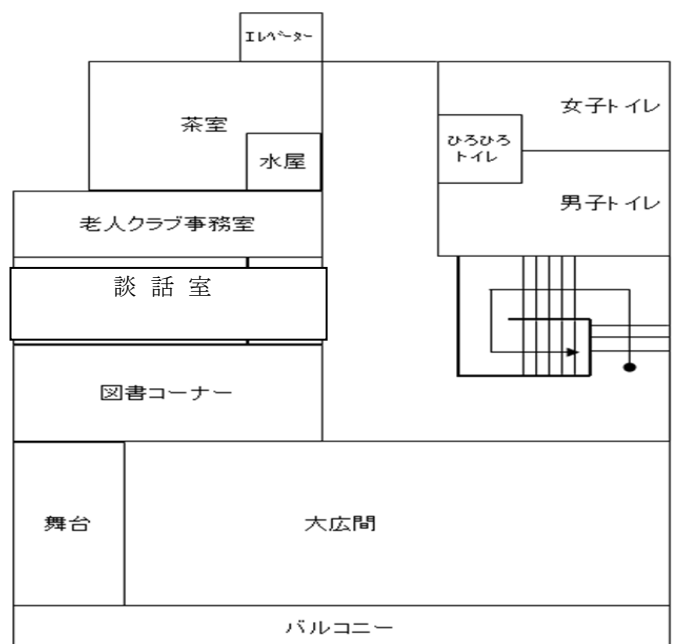 エレベーター
女子トイレ
茶室
ひろひろ
トイレ
水屋
男子トイレ
老人クラブ事務室
談話室
図書コーナー
舞台
大広間
バルコニー